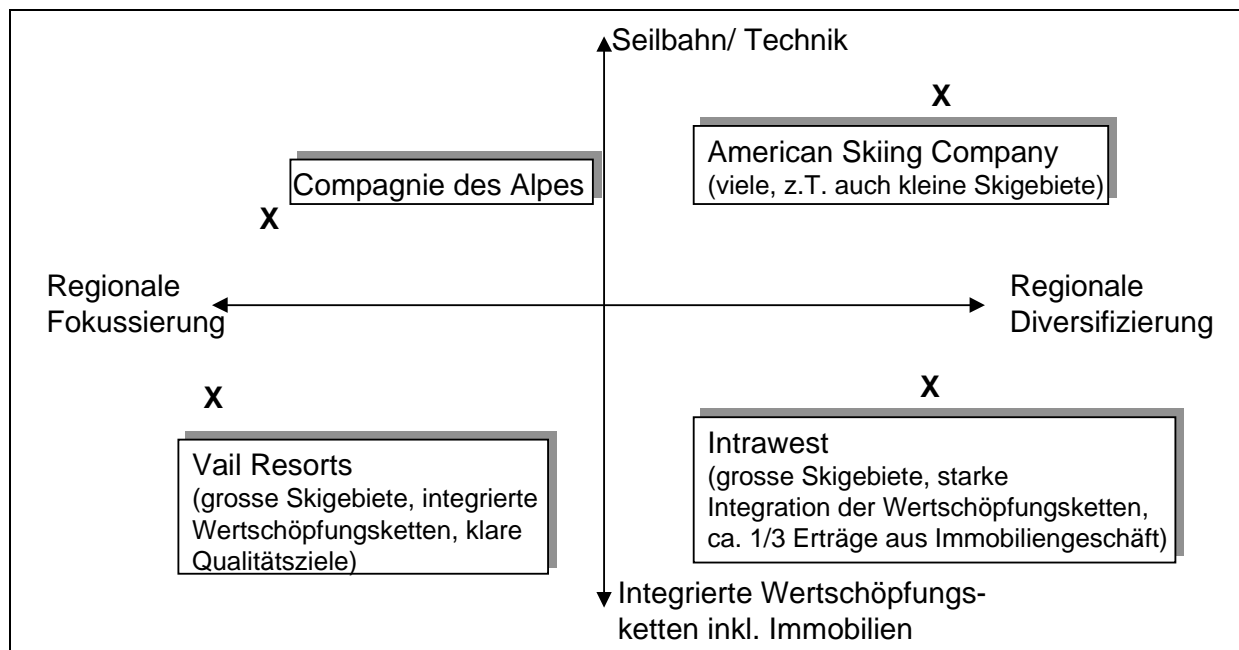 Seilbahn/ Technik
X
American Skiing Company
(viele, z.T. auch kleine Skigebiete)
Compagnie des Alpes
X
Regionale
Fokussierung
Regionale
Diversifizierung
X
Vail Resorts
(grosse Skigebiete, integrierte
Wertschöpfungsketten, klare
Qualitätsziele)
X
Intrawest
(grosse Skigebiete, starke
Integration der Wertschöpfungsketten,
ca. 1/3 Erträge aus Immobiliengeschäft)
Integrierte Wertschöpfungs-
ketten inkl. Immobilien